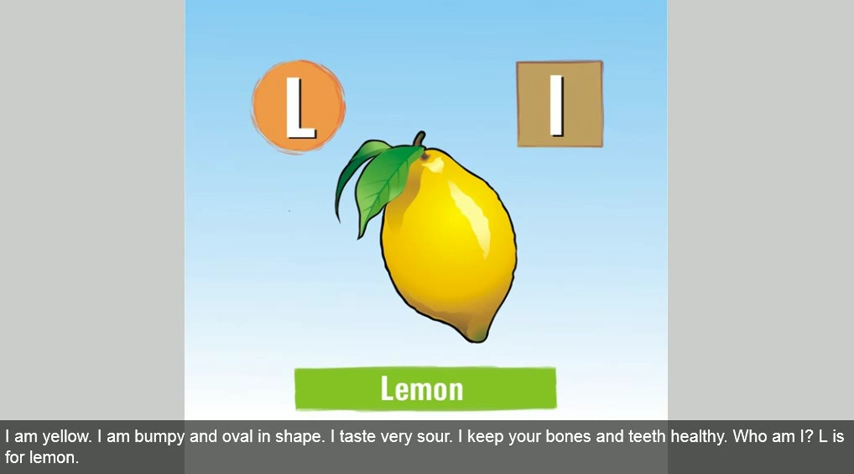 L
l
Lemon
I am yellow. I am bumpy and oval in shape. I taste very sour. I keep your bones and teeth healthy. Who am I? L is
for lemon.